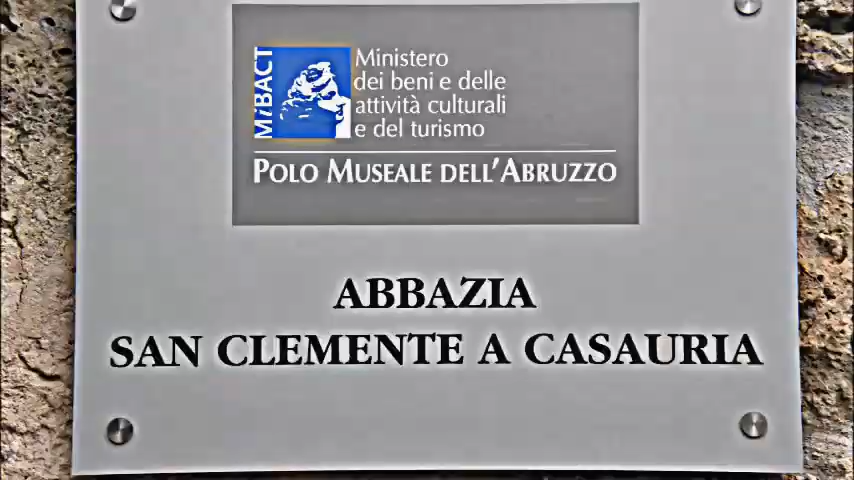 MiBACT
Ministero
dei beni e delle
attività culturali
e del turismo
POLO MUSEALE DELL'ABRUZZO
ABBAZIA
SAN CLEMENTE A CASAURIA